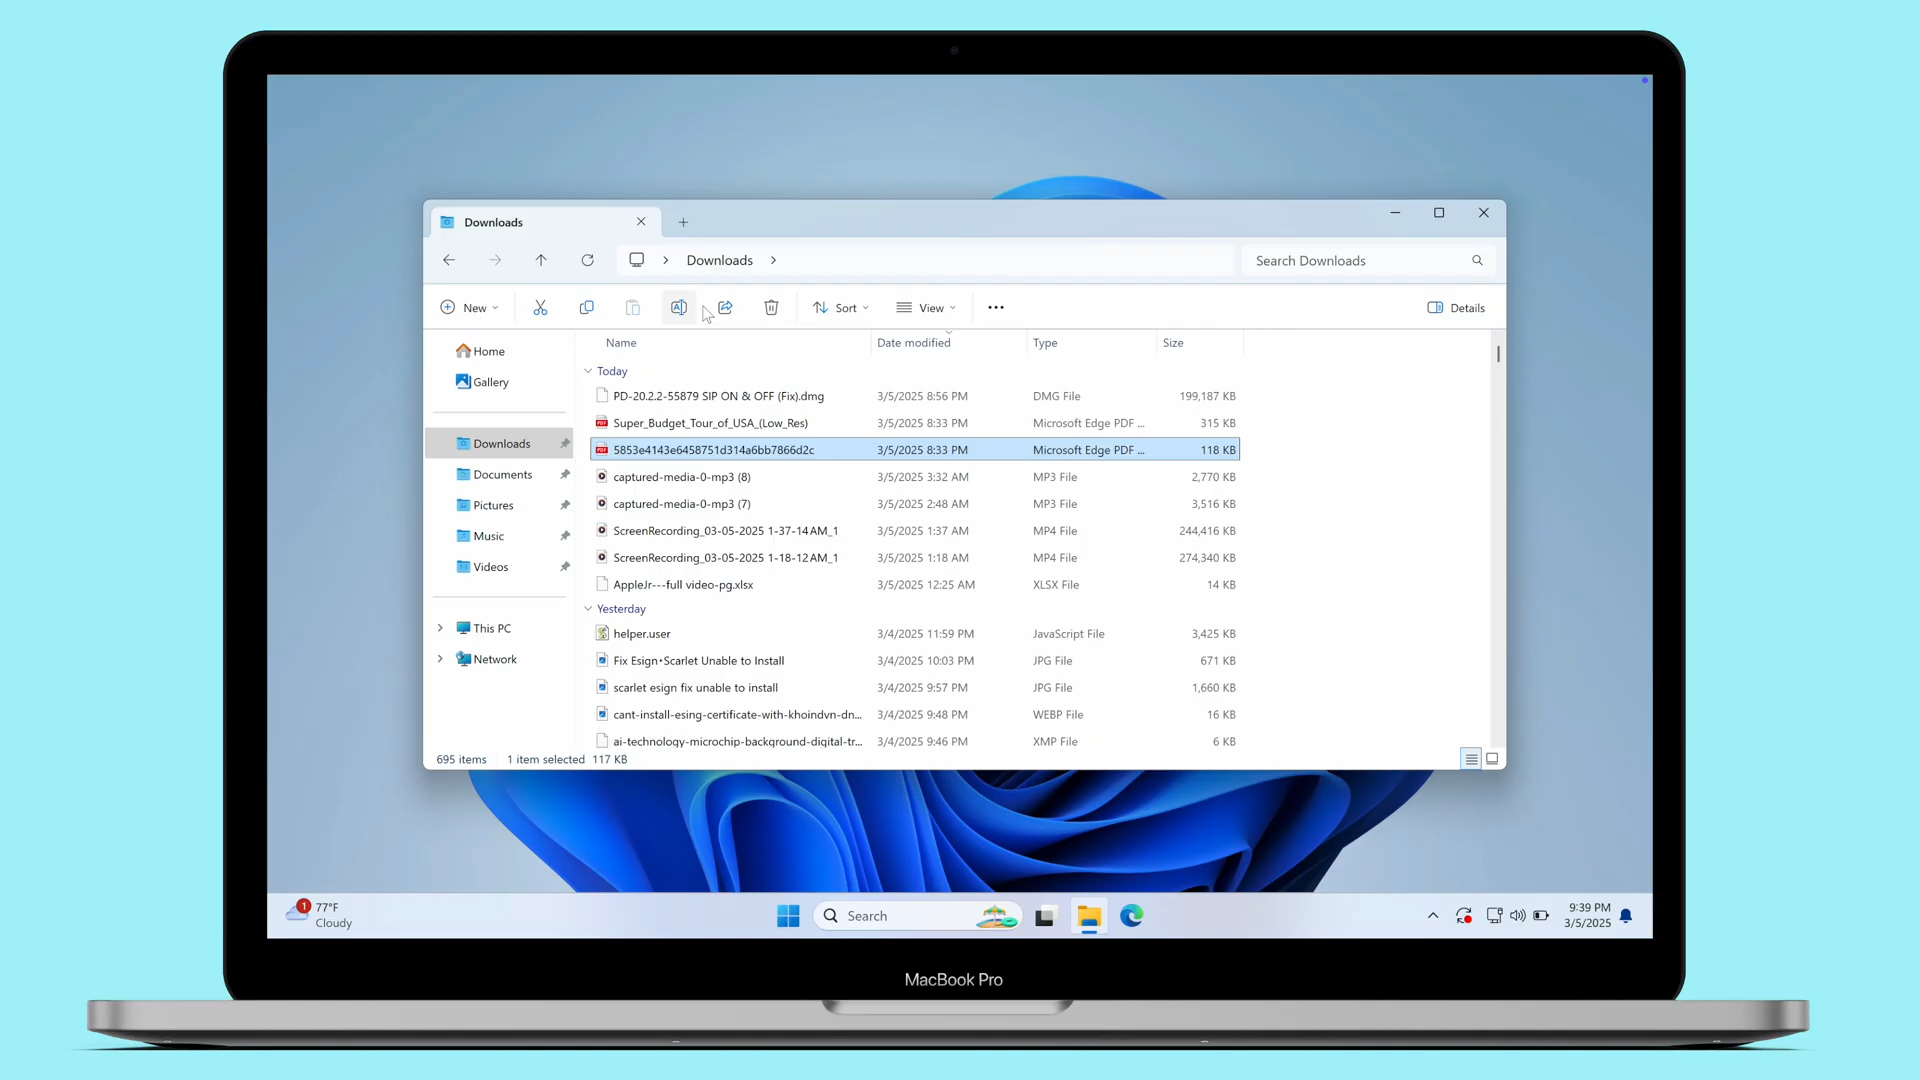 Downloads
Downloads
Search Downloads
New
Sort
View
Details
Home
Gallery
Downloads
Documents
Pictures
Music
Videos
This PC
Network
Name Date modified Type Size
Today
PD-20.2.2-55879 SIP ON & OFF (Fix).dmg 3/5/2025 8:56 PM DMG File 199,187 KB
Super_Budget_Tour_of_USA_(Low_Res) 3/5/2025 8:33 PM Microsoft Edge PDF ... 315 KB
5853e4143e6458751d314a6bb7866d2c 3/5/2025 8:33 PM Microsoft Edge PDF ... 118 KB
captured-media-0-mp3 (8) 3/5/2025 3:32 AM MP3 File 2,770 KB
captured-media-0-mp3 (7) 3/5/2025 2:48 AM MP3 File 3,516 KB
ScreenRecording_03-05-2025 1-37-14 AM_1 3/5/2025 1:37 AM MP4 File 244,416 KB
ScreenRecording_03-05-2025 1-18-12 AM_1 3/5/2025 1:18 AM MP4 File 274,340 KB
AppleJr---full video-pg.xlsx 3/5/2025 12:25 AM XLSX File 14 KB
Yesterday
helper.user 3/4/2025 11:59 PM JavaScript File 3,425 KB
Fix Esign•Scarlet Unable to Install 3/4/2025 10:03 PM JPG File 671 KB
scarlet esign fix unable to install 3/4/2025 9:57 PM JPG File 1,660 KB
cant-install-esing-certificate-with-khoindvn-dn... 3/4/2025 9:48 PM WEBP File 16 KB
ai-technology-microchip-background-digital-tr... 3/4/2025 9:46 PM XMP File 6 KB
695 items 1 item selected 117 KB
1
77°F
Cloudy
Search
9:39 PM
3/5/2025
MacBook Pro